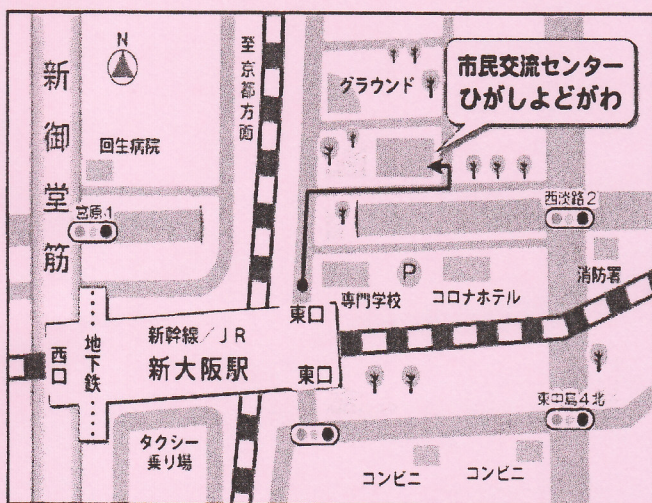 N
新御堂筋
至京都方面
グラウンド
市民交流センター
ひがしよどがわ
回生病院
宮原1
西淡路2
P
消防署
専門学校
コロナホテル
東口
新幹線/JR
新大阪駅
東口
西口
地下鉄
東中島4北
タクシー
乗り場
コンビニ
コンビニ